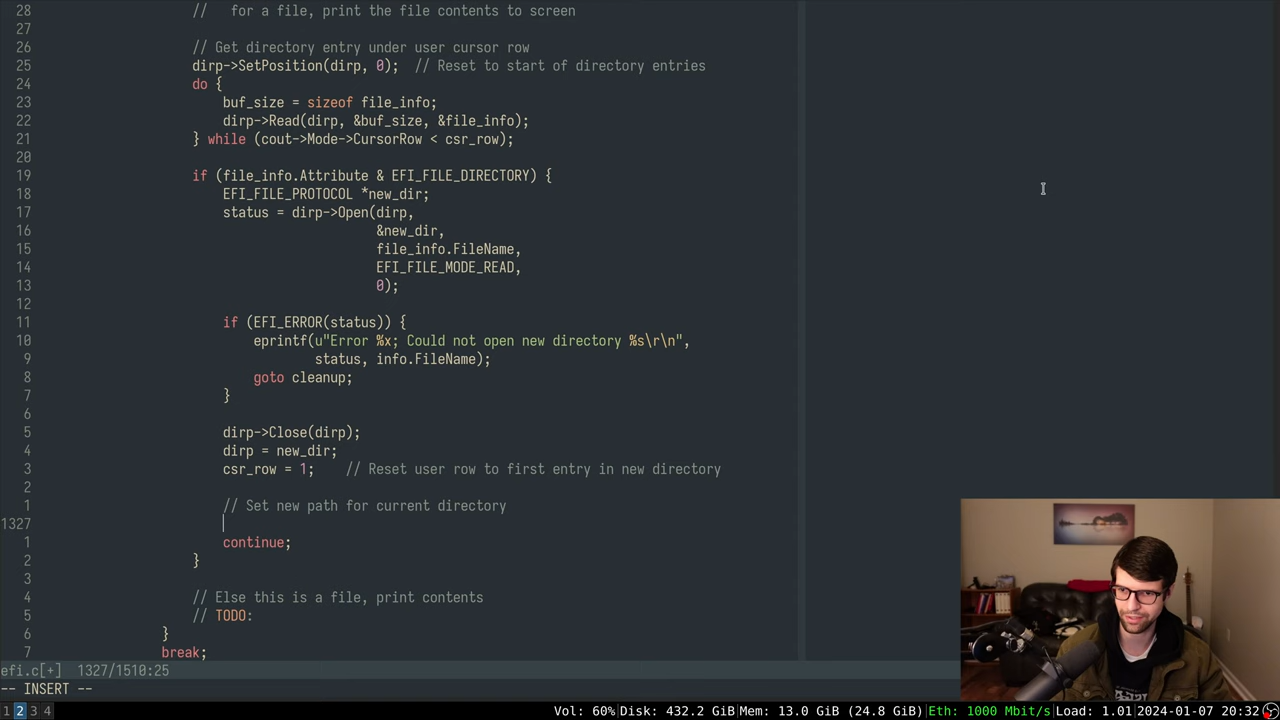 28 //   for a file, print the file contents to screen
27
26 // Get directory entry under user cursor row
25 dirp->SetPosition(dirp, 0);  // Reset to start of directory entries
24 do {
23     buf_size = sizeof file_info;
22     dirp->Read(dirp, &buf_size, &file_info);
21 } while (cout->Mode->CursorRow < csr_row);
20
19 if (file_info.Attribute & EFI_FILE_DIRECTORY) {
18     EFI_FILE_PROTOCOL *new_dir;
17     status = dirp->Open(dirp,
16                         &new_dir,
15                         file_info.FileName,
14                         EFI_FILE_MODE_READ,
13                         0);
12
11     if (EFI_ERROR(status)) {
10         eprintf(u"Error %x; Could not open new directory %s\r\n",
9                 status, info.FileName);
8         goto cleanup;
7     }
6
5     dirp->Close(dirp);
4     dirp = new_dir;
3     csr_row = 1;    // Reset user row to first entry in new directory
2
1     // Set new path for current directory
1327
1     continue;
2 }
3
4 // Else this is a file, print contents
5 // TODO:
6 }
7 break;
efi.c[+]  1327/1510:25
-- INSERT --
1 2 3 4 Vol: 60%|Disk: 432.2 GiB|Mem: 13.0 GiB (24.8 GiB)|Eth: 1000 Mbit/s|Load: 1.01|2024-01-07 20:32